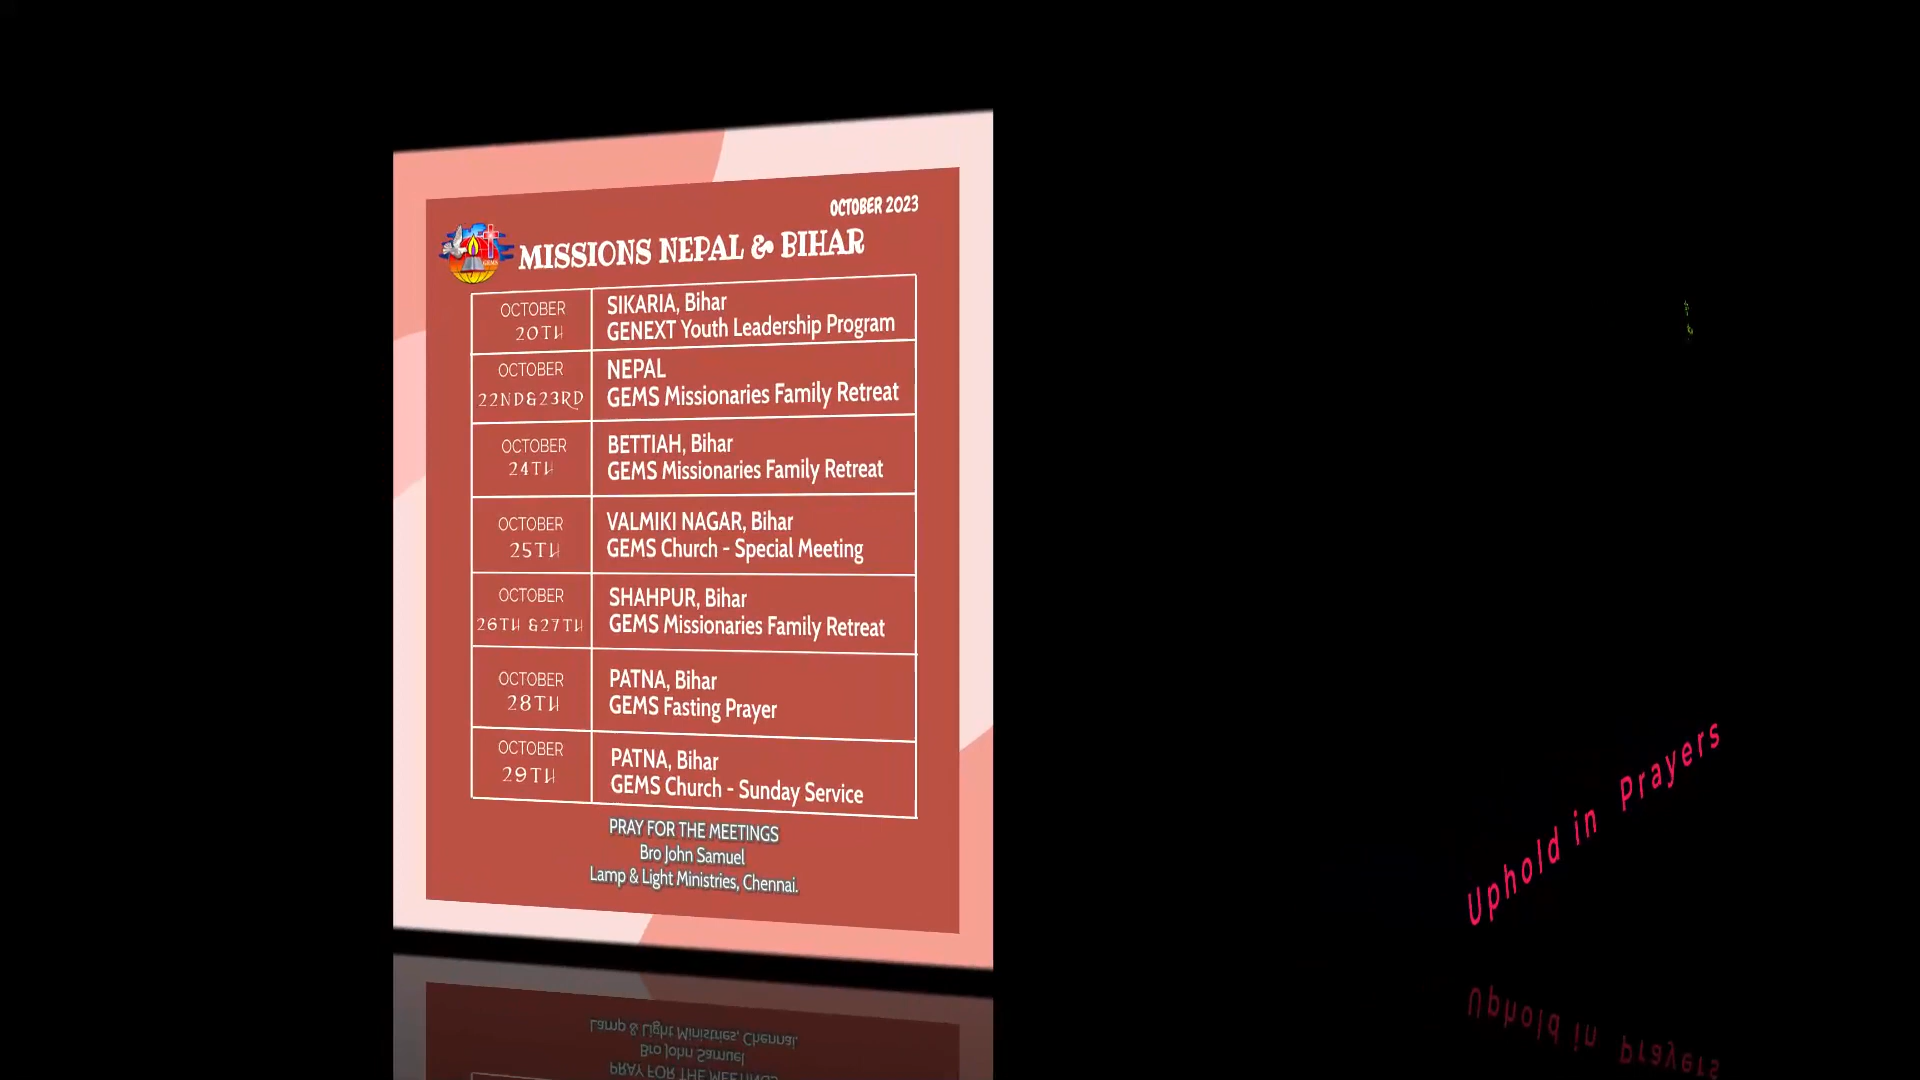 OCTOBER 2023
MISSIONS NEPAL & BIHAR
OCTOBER
20TH
SIKARIA, Bihar
GENEXT Youth Leadership Program
OCTOBER
22ND&23RD
NEPAL
GEMS Missionaries Family Retreat
OCTOBER
24TH
BETTIAH, Bihar
GEMS Missionaries Family Retreat
OCTOBER
25TH
VALMIKI NAGAR, Bihar
GEMS Church - Special Meeting
OCTOBER
26TH &27TH
SHAHPUR, Bihar
GEMS Missionaries Family Retreat
OCTOBER
28TH
PATNA, Bihar
GEMS Fasting Prayer
OCTOBER
29TH
PATNA, Bihar
GEMS Church - Sunday Service
PRAY FOR THE MEETINGS
Bro John Samuel
Lamp & Light Ministries, Chennai.
Uphold in Prayers